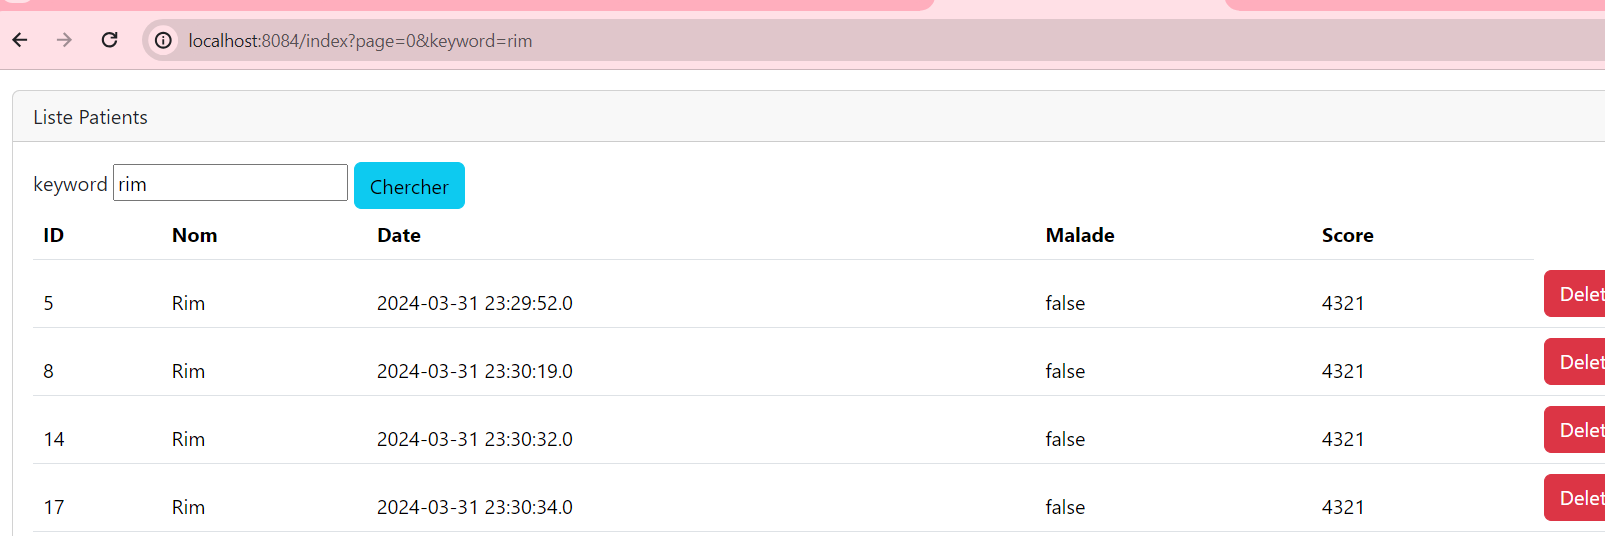 localhost:8084/index?page=0&keyword=rim
Liste Patients
keyword rim Chercher
ID Nom Date Malade Score
5 Rim 2024-03-31 23:29:52.0 false 4321 Delet
8 Rim 2024-03-31 23:30:19.0 false 4321 Delet
14 Rim 2024-03-31 23:30:32.0 false 4321 Delet
17 Rim 2024-03-31 23:30:34.0 false 4321 Delet